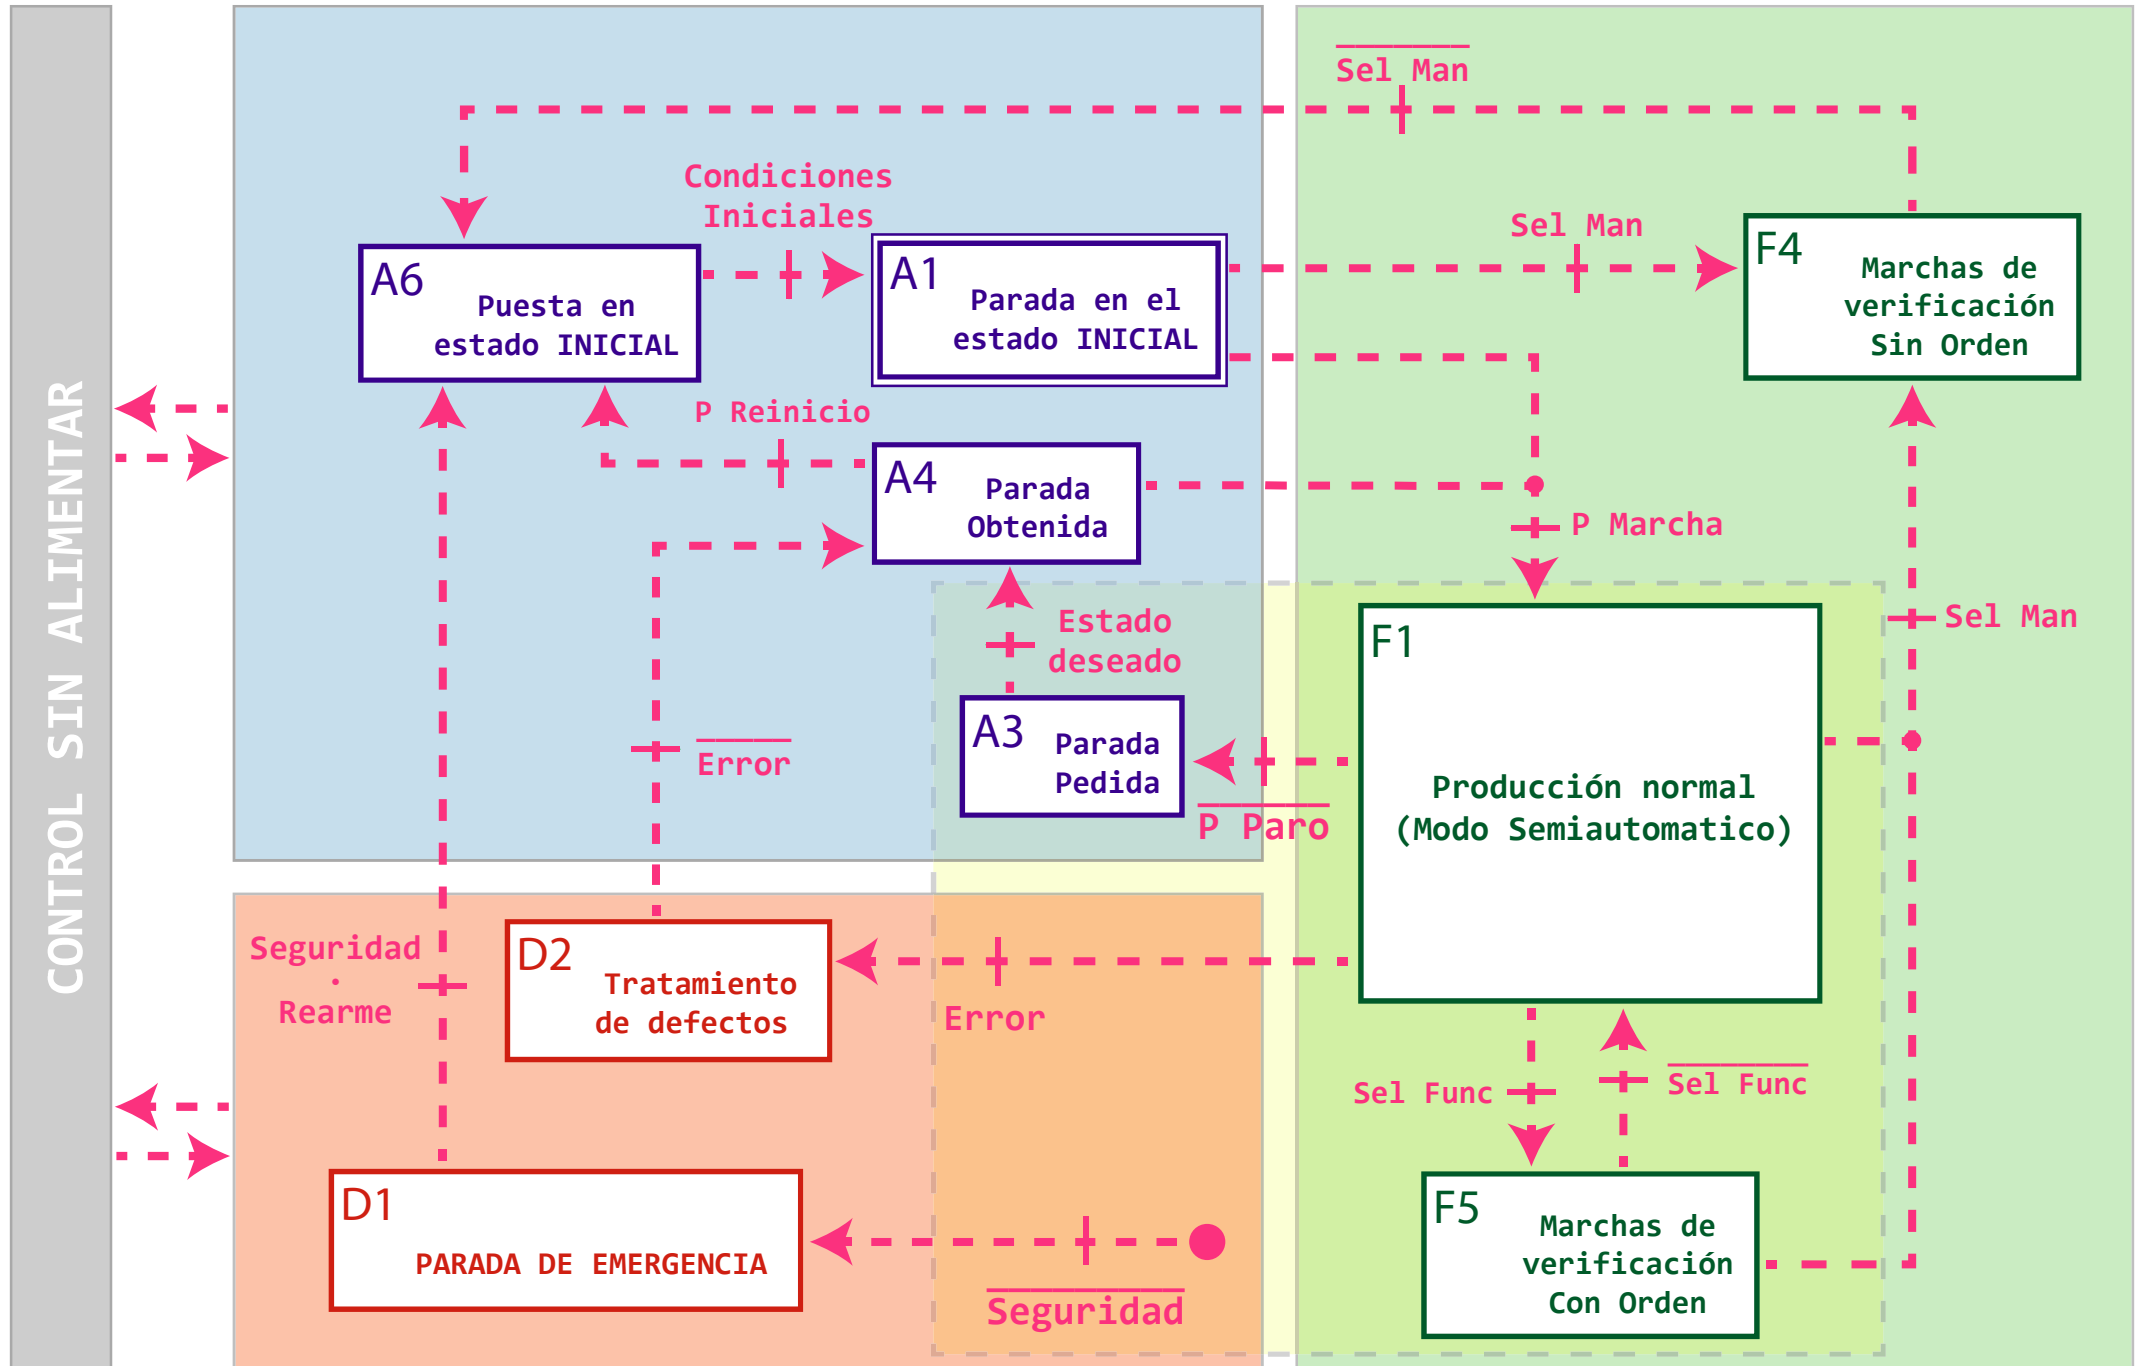 CONTROL SIN ALIMENTAR
Sel Man
Condiciones
Iniciales
Sel Man
A6
Puesta en
estado INICIAL
A1
Parada en el
estado INICIAL
F4
Marchas de
verificación
Sin Orden
P Reinicio
A4
Parada
Obtenida
P Marcha
Estado
deseado
Sel Man
F1
Producción normal
(Modo Semiautomatico)
A3
Parada
Pedida
Error
P Paro
Seguridad
·
Rearme
D2
Tratamiento
de defectos
Error
Sel Func
Sel Func
D1
PARADA DE EMERGENCIA
Seguridad
F5
Marchas de
verificación
Con Orden